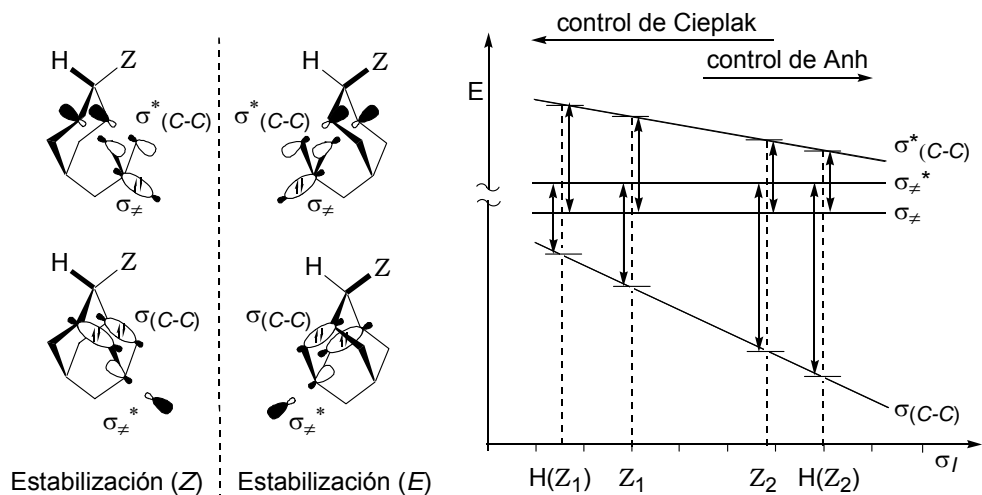 H Z
σ*(C-C)
σ≠
H Z
σ*(C-C)
σ≠
H Z
σ(C-C)
σ≠*
H Z
σ(C-C)
σ≠*
Estabilización (Z)
Estabilización (E)
control de Cieplak
control de Anh
E
σ*(C-C)
σ≠*
σ≠
σ(C-C)
H(Z1) Z1 Z2 H(Z2) σI